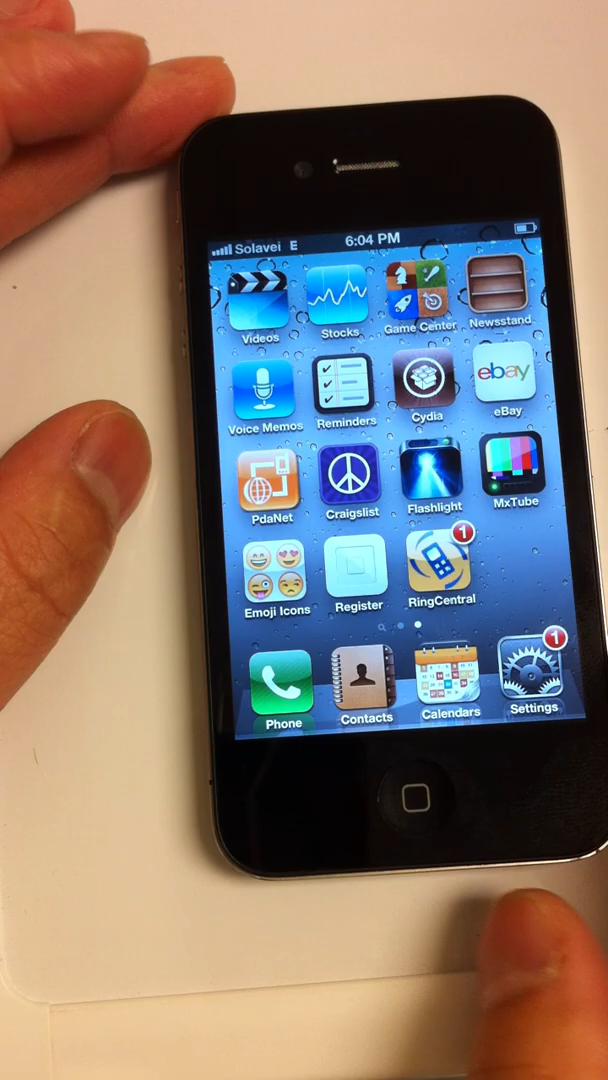 Solavei E 6:04 PM
Videos Stocks Game Center Newsstand
Voice Memos Reminders Cydia eBay
ebay
PdaNet Craigslist Flashlight MxTube
1
Emoji Icons Register RingCentral
1
Phone Contacts Calendars Settings